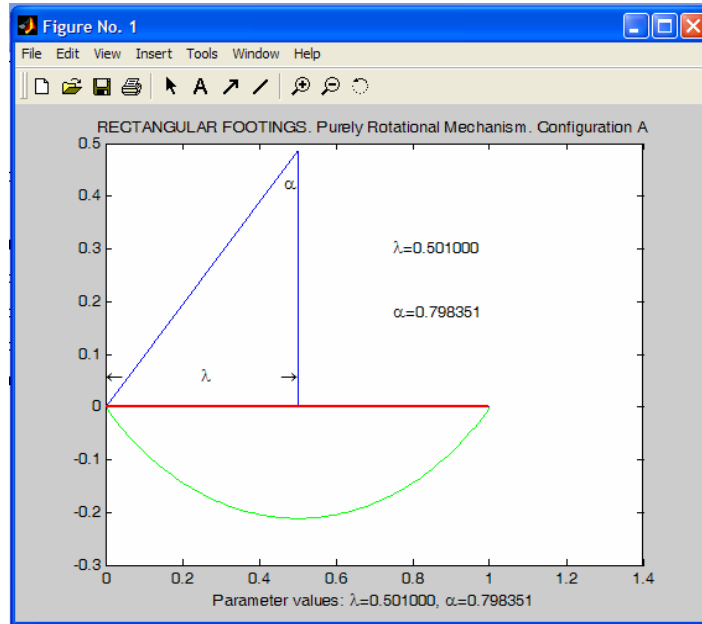 Figure No. 1
File Edit View Insert Tools Window Help
A
RECTANGULAR FOOTINGS. Purely Rotational Mechanism. Configuration A
0.5
α
0.4
0.3
λ=0.501000
0.2
α=0.798351
0.1
λ
0
-0.1
-0.2
-0.3
0 0.2 0.4 0.6 0.8 1 1.2 1.4
Parameter values: λ=0.501000, α=0.798351